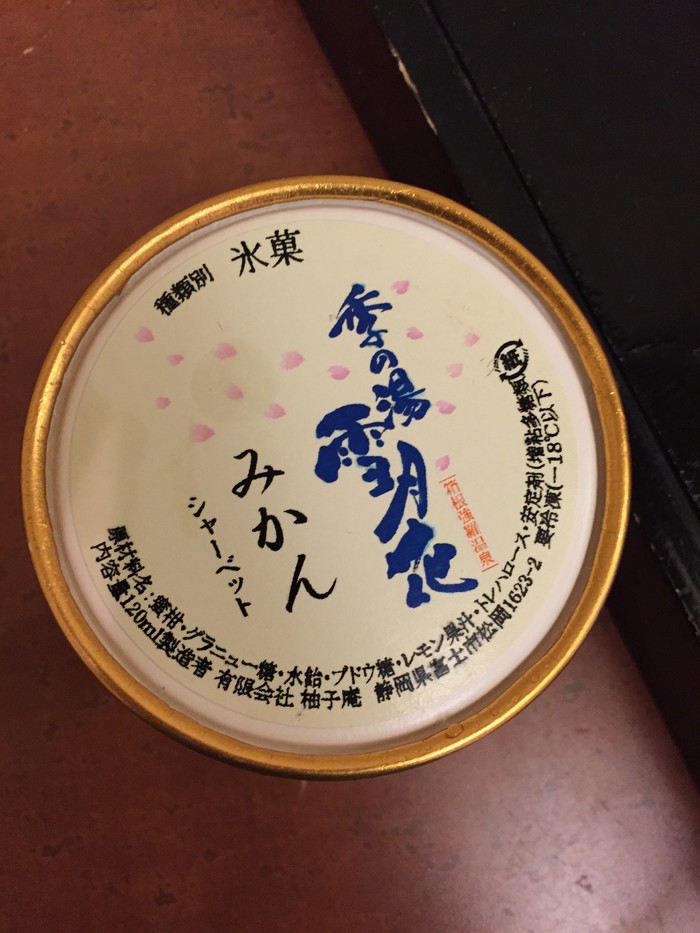 種類別 氷菓
季の湯
雪月花
箱根強羅温泉
みかん
シャーベット
原材料名:蜜柑・グラニュー糖・水飴・ブドウ糖・レモン果汁・トレハロース・安定剤(増粘多糖類)
紙
内容量120ml製造者 有限会社 柚子庵 静岡県富士市松岡1623-2 要冷凍(-18℃以下)